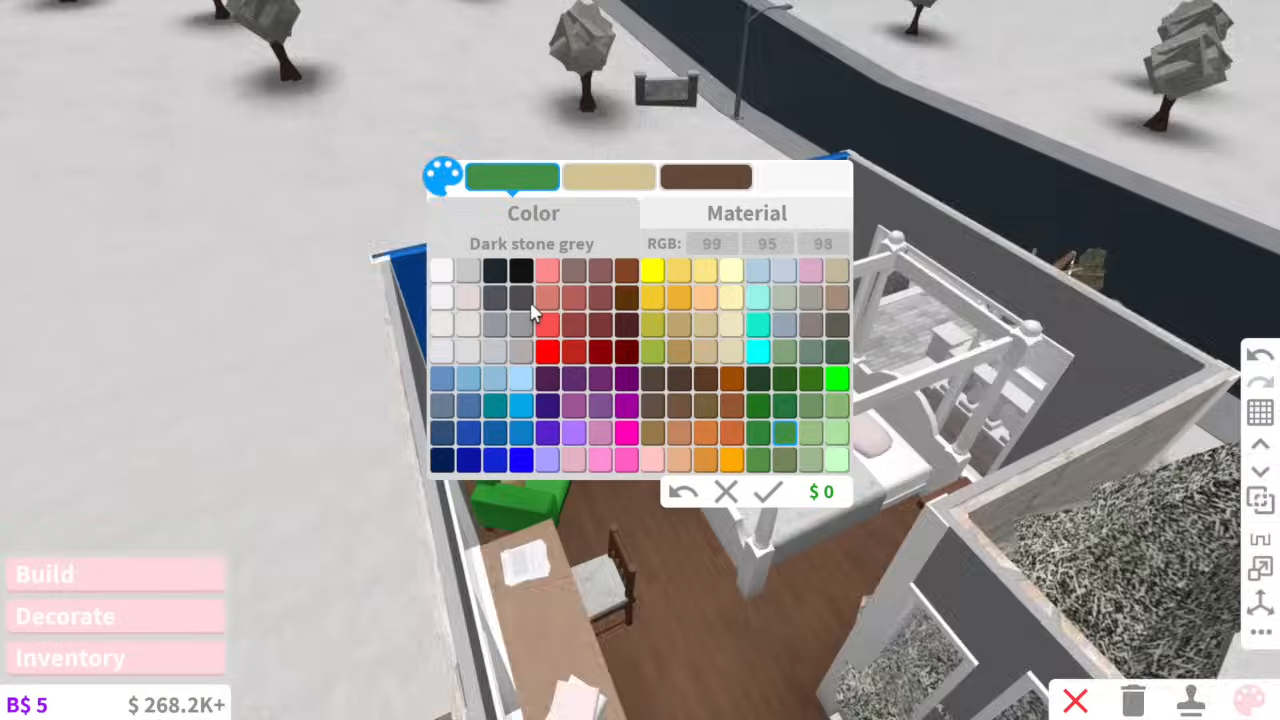 Color
Material
Dark stone grey
RGB: 99 95 98
$ 0
Build
Decorate
Inventory
B$ 5
$ 268.2K+